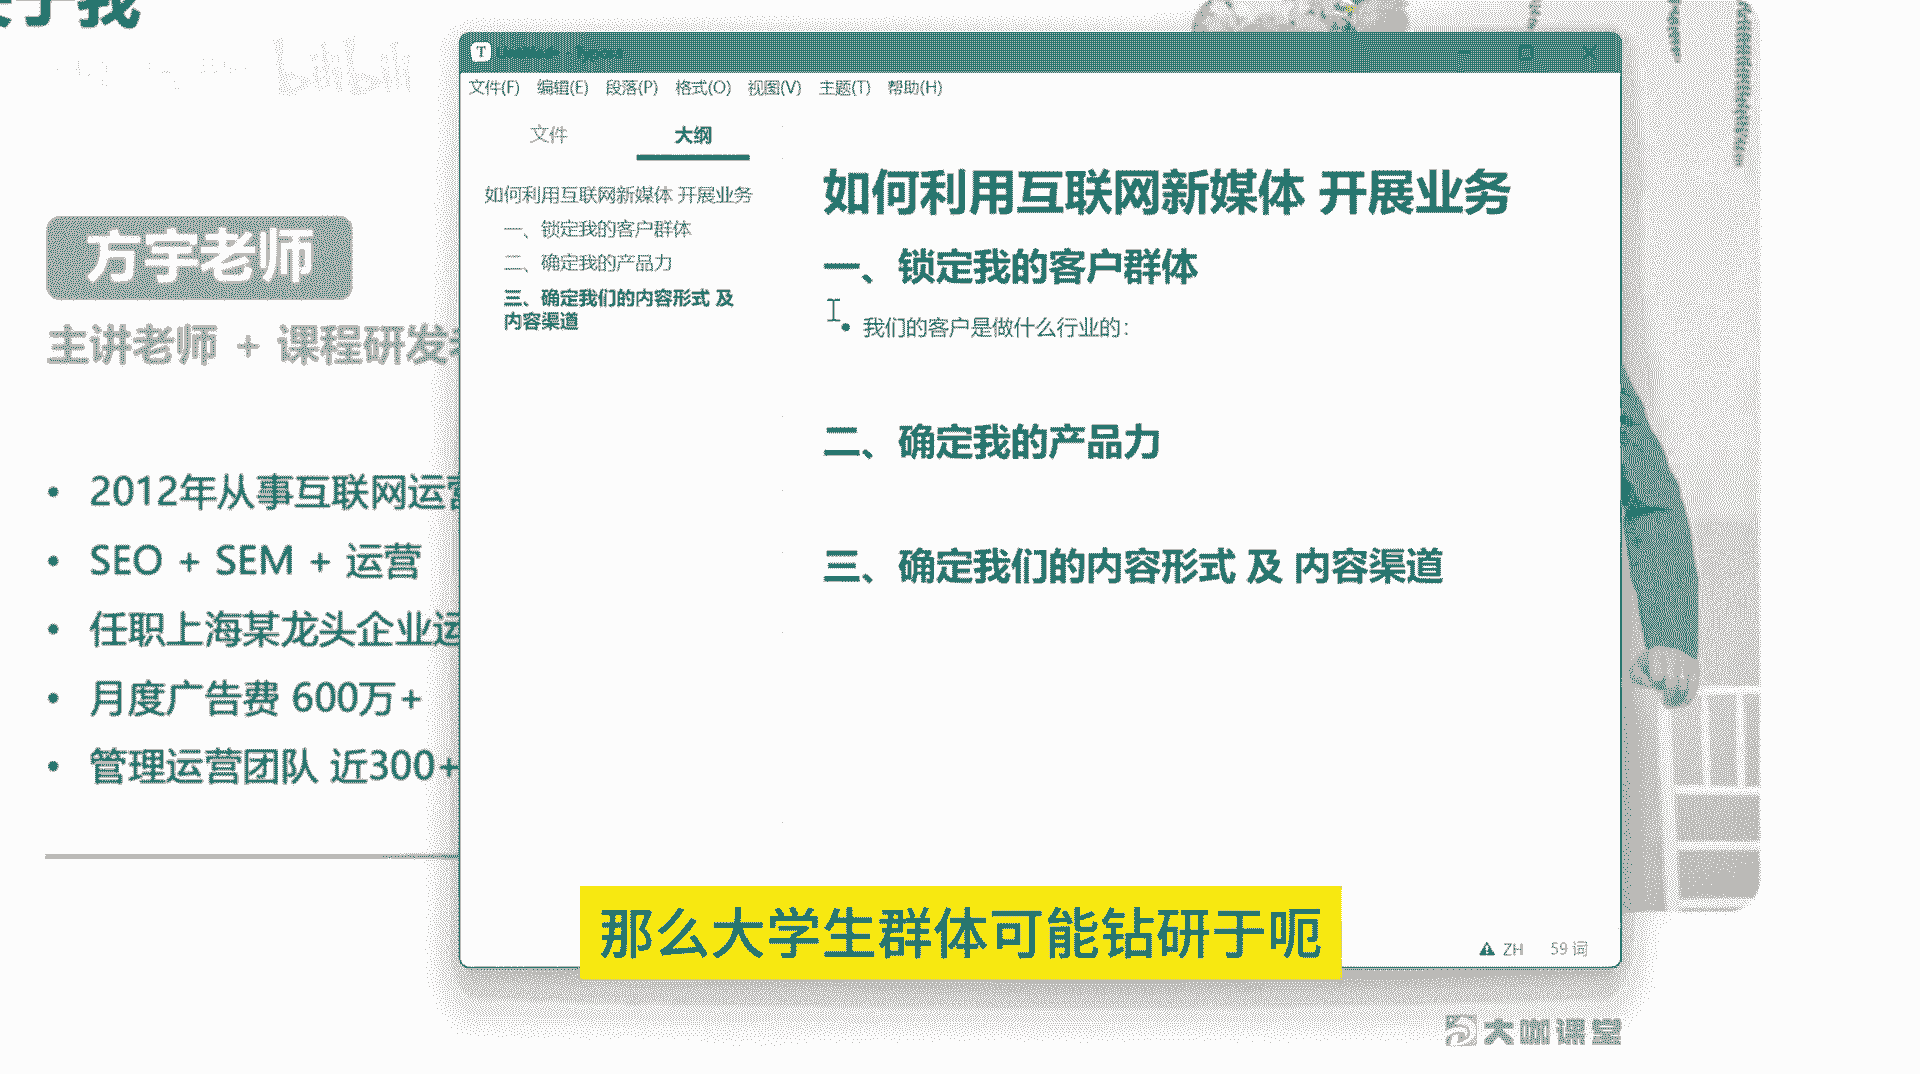 关于我
bilibili
方宇老师
主讲老师 + 课程研发
2012年从事互联网运营
SEO + SEM + 运营
任职上海某龙头企业运
月度广告费 600万+
管理运营团队 近300+
文件(F) 编辑(E) 段落(P) 格式(O) 视图(V) 主题(T) 帮助(H)
文件 大纲
如何利用互联网新媒体 开展业务
一、锁定我的客户群体
二、确定我的产品力
三、确定我们的内容形式 及
内容渠道
如何利用互联网新媒体 开展业务
一、锁定我的客户群体
我们的客户是做什么行业的：
二、确定我的产品力
三、确定我们的内容形式 及 内容渠道
ZH 59 词
那么大学生群体可能钻研于呃
大咖课堂